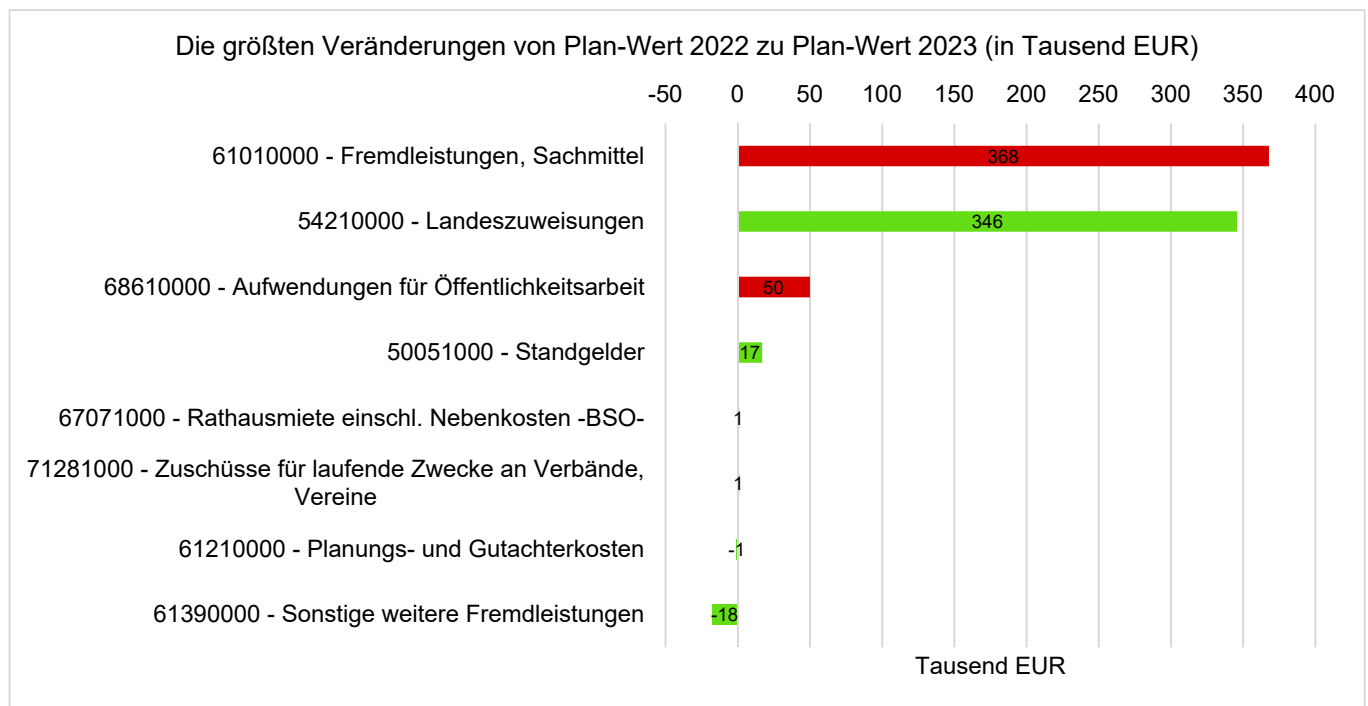 Die größten Veränderungen von Plan-Wert 2022 zu Plan-Wert 2023 (in Tausend EUR)
-50 0 50 100 150 200 250 300 350 400
61010000 - Fremdleistungen, Sachmittel 368
54210000 - Landeszuweisungen 346
68610000 - Aufwendungen für Öffentlichkeitsarbeit 50
50051000 - Standgelder 17
67071000 - Rathausmiete einschl. Nebenkosten -BSO- 1
71281000 - Zuschüsse für laufende Zwecke an Verbände,
Vereine 1
61210000 - Planungs- und Gutachterkosten -1
61390000 - Sonstige weitere Fremdleistungen -18
Tausend EUR